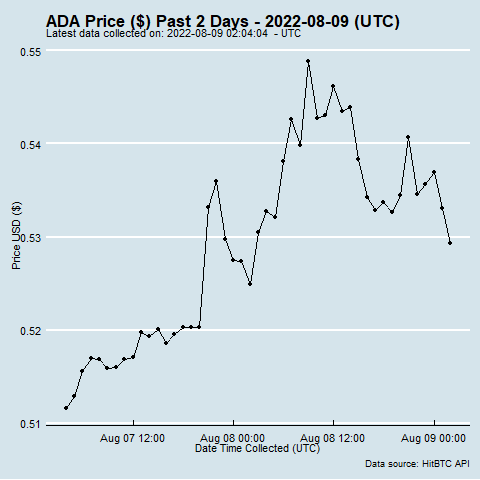 ADA Price ($) Past 2 Days - 2022-08-09 (UTC)
Latest data collected on: 2022-08-09 02:04:04  - UTC
0.55
0.54
0.53
0.52
0.51
Price USD ($)
Aug 07 12:00
Aug 08 00:00
Aug 08 12:00
Aug 09 00:00
Date Time Collected (UTC)
Data source: HitBTC API